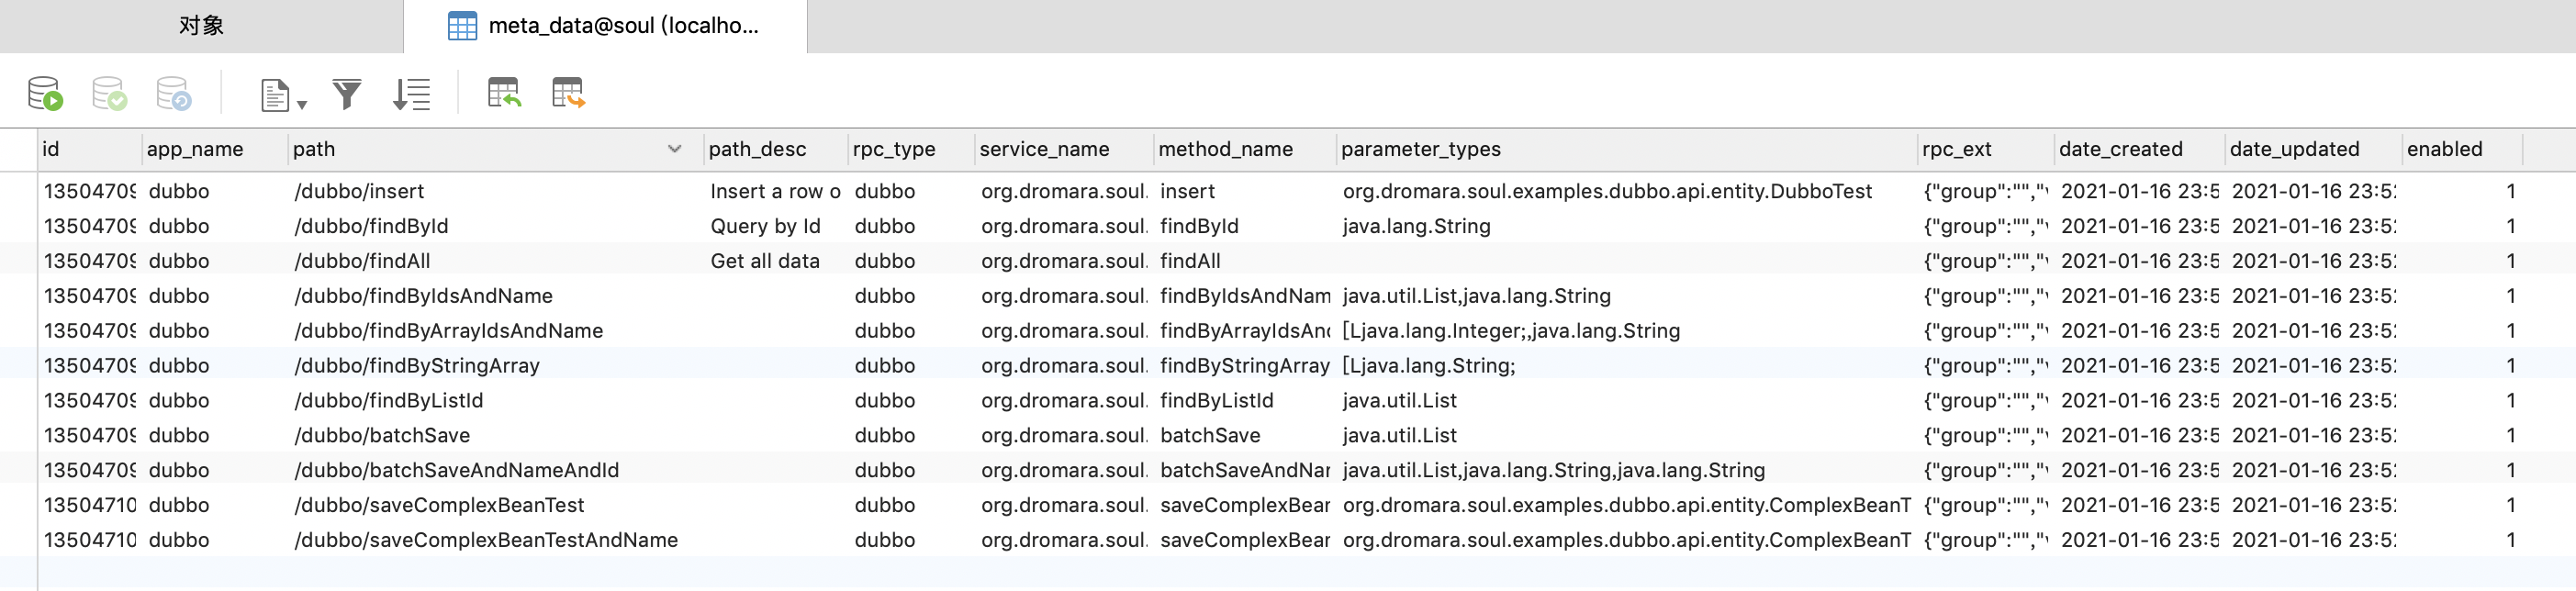 对象 meta_data@soul (localho...
id app_name path path_desc rpc_type service_name method_name parameter_types rpc_ext date_created date_updated enabled
13504709 dubbo /dubbo/insert Insert a row o dubbo org.dromara.soul. insert org.dromara.soul.examples.dubbo.api.entity.DubboTest {"group":""," 2021-01-16 23:5 2021-01-16 23:52 1
13504709 dubbo /dubbo/findById Query by Id dubbo org.dromara.soul. findById java.lang.String {"group":""," 2021-01-16 23:5 2021-01-16 23:52 1
13504709 dubbo /dubbo/findAll Get all data dubbo org.dromara.soul. findAll {"group":""," 2021-01-16 23:5 2021-01-16 23:52 1
13504709 dubbo /dubbo/findByIdsAndName dubbo org.dromara.soul. findByIdsAndNam java.util.List,java.lang.String {"group":""," 2021-01-16 23:5 2021-01-16 23:52 1
13504709 dubbo /dubbo/findByArrayIdsAndName dubbo org.dromara.soul. findByArrayIdsAnd [Ljava.lang.Integer;,java.lang.String {"group":""," 2021-01-16 23:5 2021-01-16 23:52 1
13504709 dubbo /dubbo/findByStringArray dubbo org.dromara.soul. findByStringArray [Ljava.lang.String; {"group":""," 2021-01-16 23:5 2021-01-16 23:52 1
13504709 dubbo /dubbo/findByListId dubbo org.dromara.soul. findByListId java.util.List {"group":""," 2021-01-16 23:5 2021-01-16 23:52 1
13504709 dubbo /dubbo/batchSave dubbo org.dromara.soul. batchSave java.util.List {"group":""," 2021-01-16 23:5 2021-01-16 23:52 1
13504709 dubbo /dubbo/batchSaveAndNameAndId dubbo org.dromara.soul. batchSaveAndNar java.util.List,java.lang.String,java.lang.String {"group":""," 2021-01-16 23:5 2021-01-16 23:52 1
13504710 dubbo /dubbo/saveComplexBeanTest dubbo org.dromara.soul. saveComplexBear org.dromara.soul.examples.dubbo.api.entity.ComplexBeanT {"group":""," 2021-01-16 23:5 2021-01-16 23:52 1
13504710 dubbo /dubbo/saveComplexBeanTestAndName dubbo org.dromara.soul. saveComplexBear org.dromara.soul.examples.dubbo.api.entity.ComplexBeanT {"group":""," 2021-01-16 23:5 2021-01-16 23:52 1